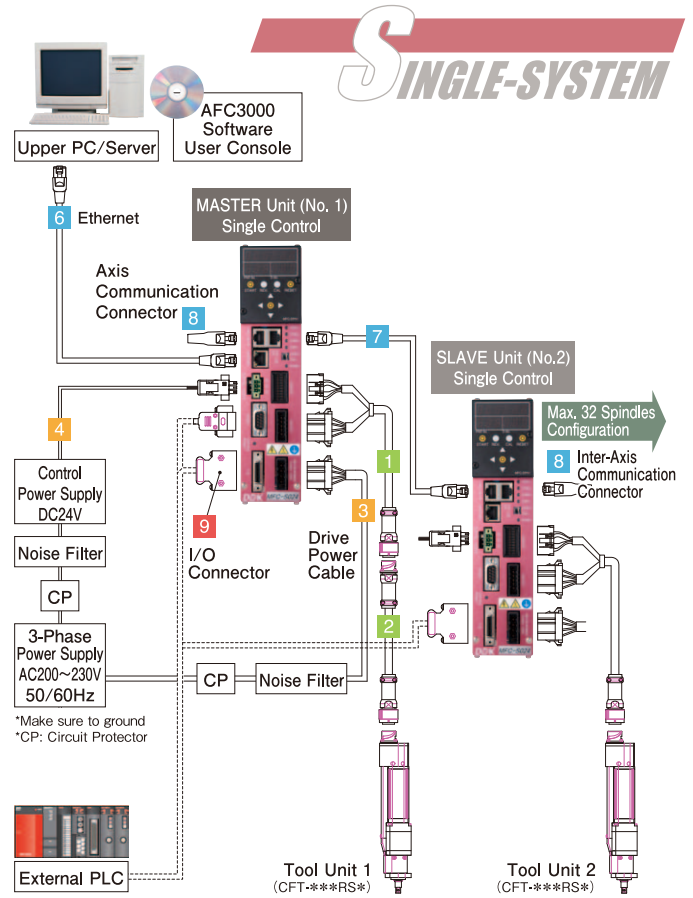 SINGLE-SYSTEM
AFC3000
Software
User Console
Upper PC/Server
6 Ethernet
MASTER Unit (No. 1)
Single Control
Axis
Communication
Connector 8
7
SLAVE Unit (No.2)
Single Control
Max. 32 Spindles
Configuration
8 Inter-Axis
Communication
Connector
4
1
3
9
I/O
Connector
Drive
Power
Cable
Control
Power Supply
DC24V
Noise Filter
CP
2
3-Phase
Power Supply
AC200～230V
50/60Hz
CP
Noise Filter
*Make sure to ground
*CP: Circuit Protector
External PLC
Tool Unit 1
(CFT-***RS*)
Tool Unit 2
(CFT-***RS*)